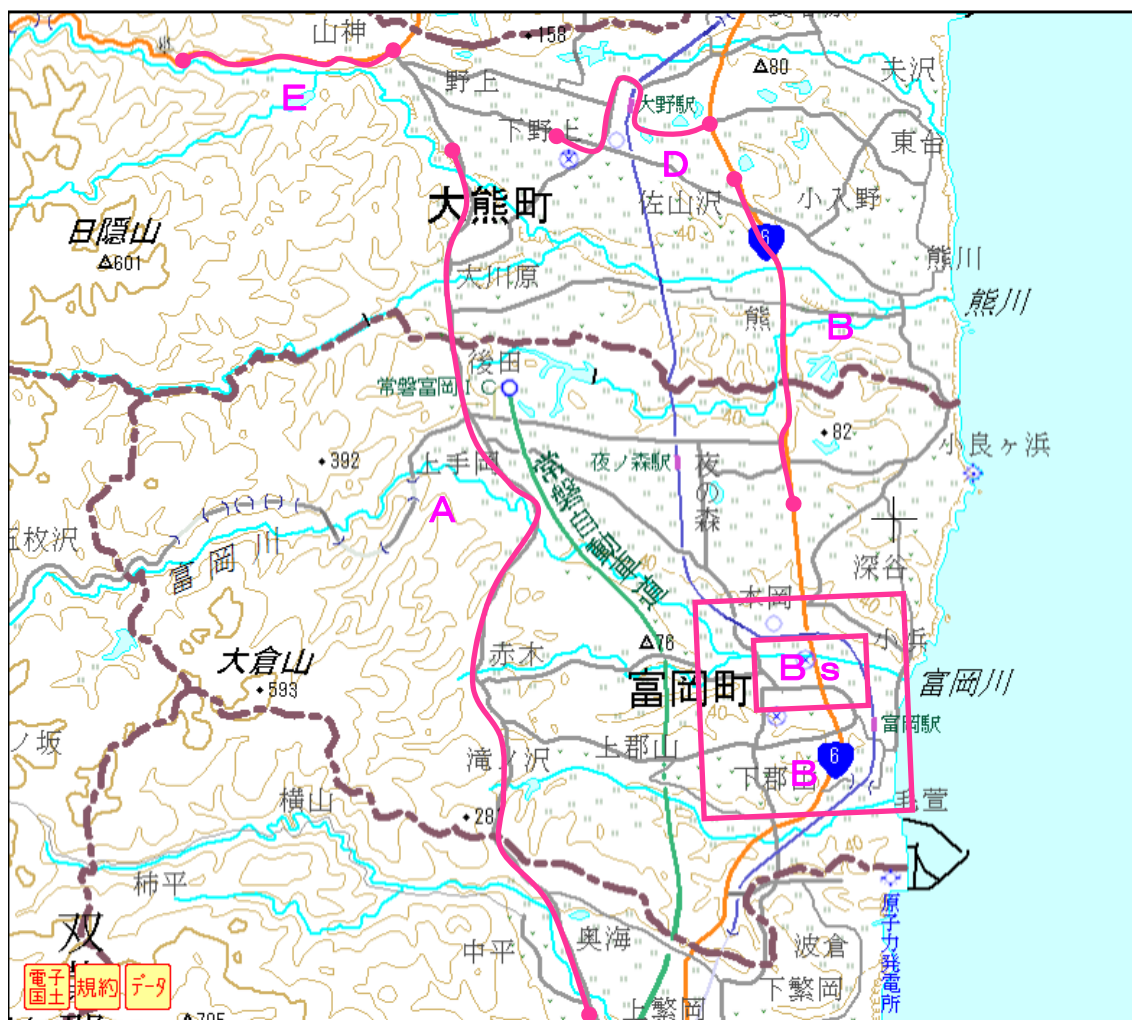 山神
・158
△80
夫沢
野上
大野駅
E
下野上
東台
D
大熊町
佐山沢
小入野
40
日隠山
△601
6
熊川
大川原
熊川
熊
B
後田
常磐富岡IC
・82
小良ヶ浜
・392
上手岡
夜ノ森駅
夜の森
常磐自動車道
A
40
富岡川
深谷
本岡
40
小浜
△76
赤木
大倉山
・593
富岡町
B s
富岡川
40
富岡駅
ノ坂
滝ノ沢
上郡山
6
下郡山
B
横山
毛萱
・28
40
柿平
原子力発電所
双
中平
奥海
波倉
電子国土
規約
データ
下繁岡
上繁岡